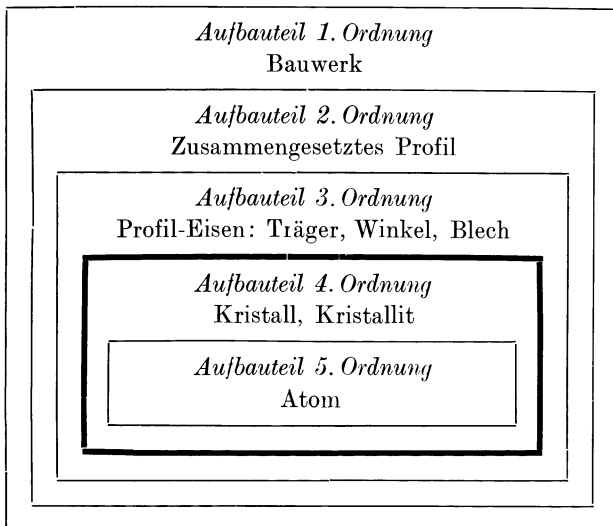 Aufbauteil 1. Ordnung
Bauwerk
Aufbauteil 2. Ordnung
Zusammengesetztes Profil
Aufbauteil 3. Ordnung
Profil-Eisen: Träger, Winkel, Blech
Aufbauteil 4. Ordnung
Kristall, Kristallit
Aufbauteil 5. Ordnung
Atom